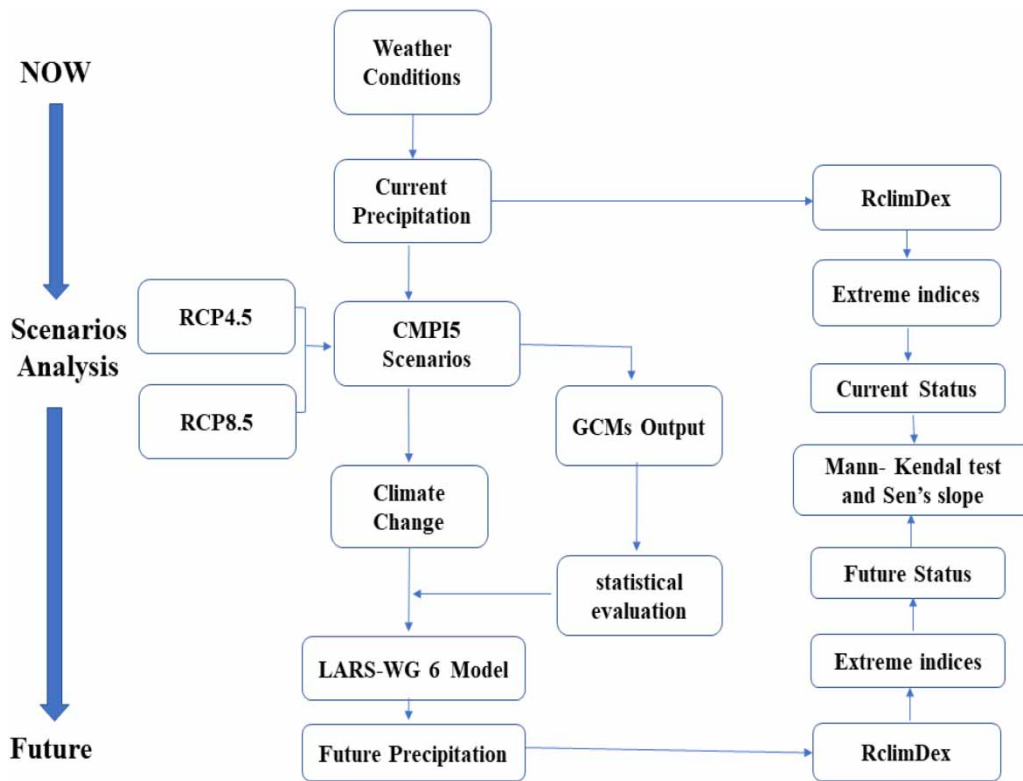 NOW
Scenarios
Analysis
Future
Weather
Conditions
Current
Precipitation
RCP4.5
RCP8.5
CMPI5
Scenarios
Climate
Change
GCMs Output
statistical
evaluation
LARS-WG 6 Model
Future Precipitation
RclimDex
Extreme indices
Current Status
Mann- Kendal test
and Sen's slope
Future Status
Extreme indices
RclimDex